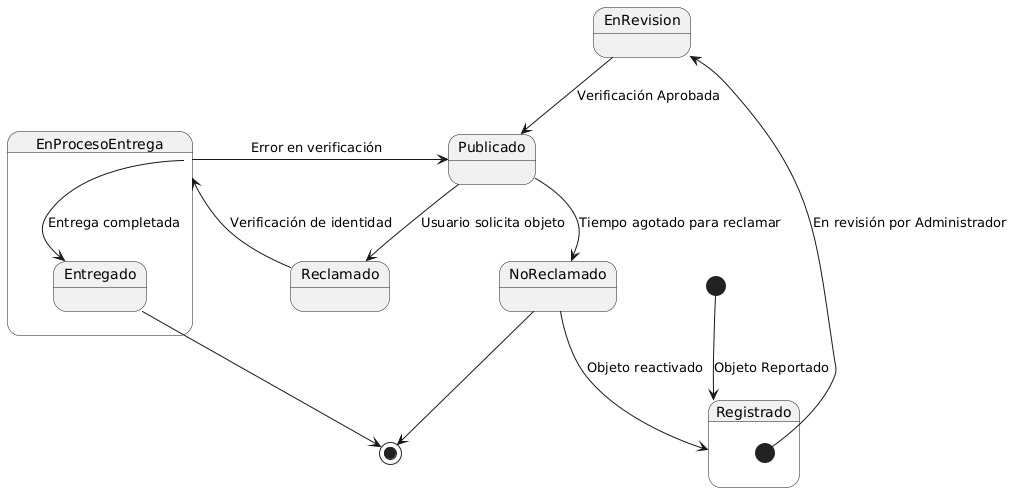 EnRevision
Verificación Aprobada
EnProcesoEntrega
Error en verificación
Publicado
Entrega completada
Verificación de identidad
Usuario solicita objeto
Tiempo agotado para reclamar
En revisión por Administrador
Entregado
Reclamado
NoReclamado
Objeto reactivado
Objeto Reportado
Registrado